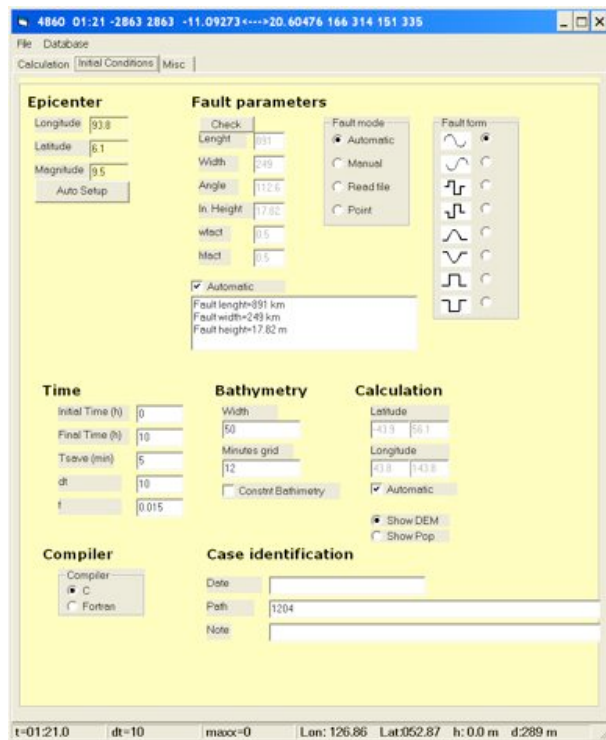 4860 01:21 -2863 2863 -11.09273<--->20.60476 166 314 151 335
File Database
Calculation Initial Conditions Misc
Epicenter
Longitude 93.8
Latitude 6.1
Magnitude 9.5
Auto Setup
Fault parameters
Check
Lenght 891
Width 249
Angle 112.6
In. Height 17.82
wfact 0.5
hfact 0.5
Automatic
Fault lenght=891 km
Fault width=249 km
Fault height=17.82 m
Fault mode
Automatic
Manual
Read file
Point
Fault form
Time
Initial Time (h) 0
Final Time (h) 10
Tsave (min) 5
dt 10
f 0.015
Bathymetry
Width
50
Minutes grid
12
Constnt Bathimetry
Calculation
Latitude
-43.9 56.1
Longitude
43.8 143.8
Automatic
Show DEM
Show Pop
Compiler
Compiler
C
Fortran
Case identification
Date
Path 1204
Note
t=01:21.0 dt=10 maxx=0 Lon: 126.86 Lat:052.87 h: 0.0 m d:289 m